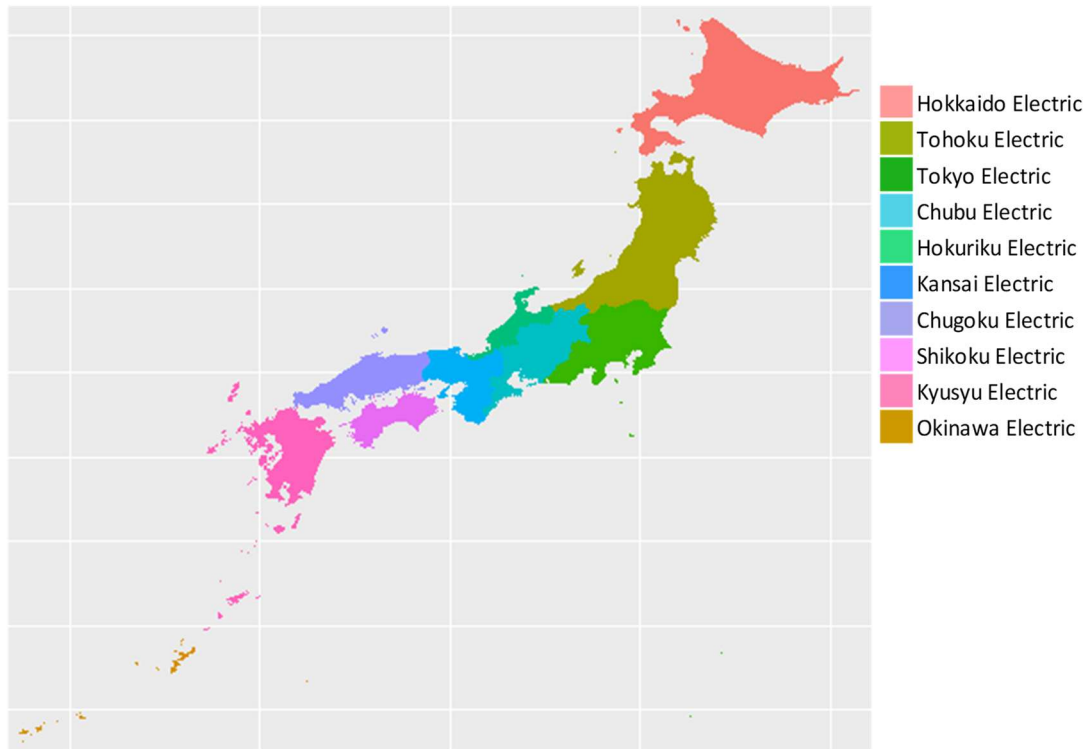 Hokkaido Electric
Tohoku Electric
Tokyo Electric
Chubu Electric
Hokuriku Electric
Kansai Electric
Chugoku Electric
Shikoku Electric
Kyusyu Electric
Okinawa Electric